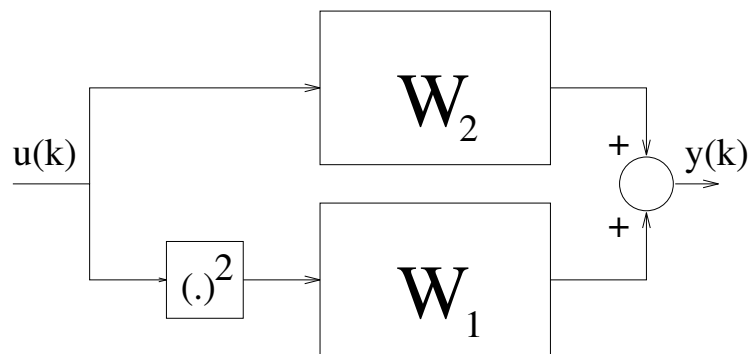 W₂
u(k)
+
y(k)
+
(.)²
W₁